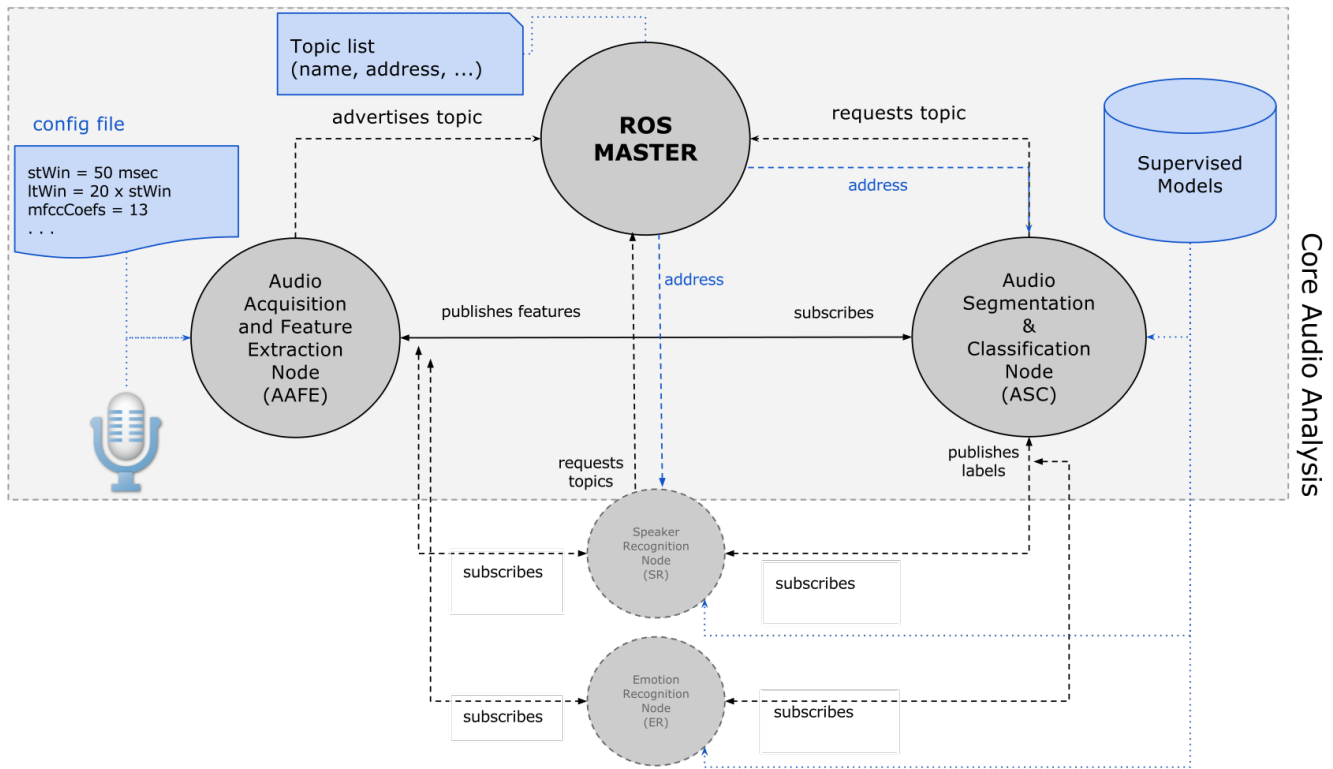 Topic list
(name, address, ...)
ROS
MASTER
advertises topic
requests topic
config file
stWin = 50 msec
ltWin = 20 x stWin
mfccCoefs = 13
. . .
address
Supervised
Models
Audio
Acquisition
and Feature
Extraction
Node
(AAFE)
publishes features
address
subscribes
Audio
Segmentation
&
Classification
Node
(ASC)
Core Audio Analysis
requests
topics
publishes
labels
Speaker
Recognition
Node
(SR)
subscribes
subscribes
Emotion
Recognition
Node
(ER)
subscribes
subscribes